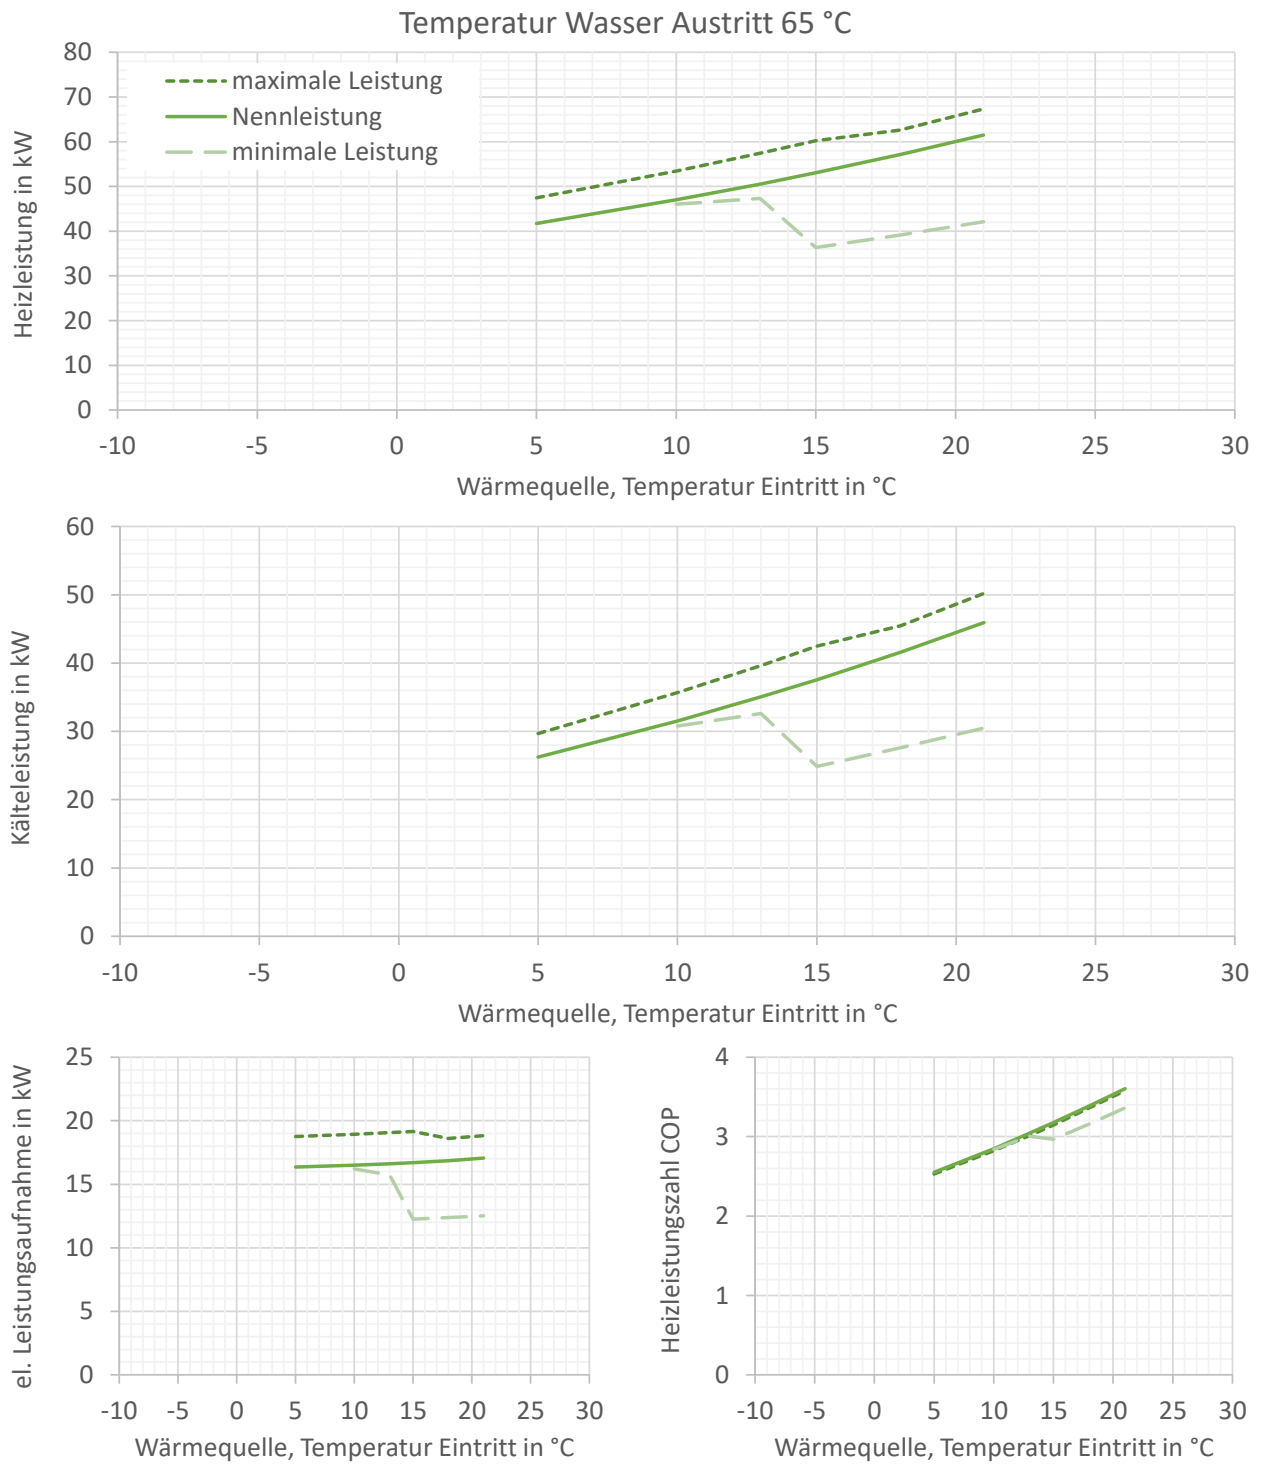 Temperatur Wasser Austritt 65 °C
maximale Leistung
Nennleistung
minimale Leistung
Heizleistung in kW
80
70
60
50
40
30
20
10
0
-10 -5 0 5 10 15 20 25 30
Wärmequelle, Temperatur Eintritt in °C
Kälteleistung in kW
60
50
40
30
20
10
0
-10 -5 0 5 10 15 20 25 30
Wärmequelle, Temperatur Eintritt in °C
el. Leistungsaufnahme in kW
25
20
15
10
5
0
-10 -5 0 5 10 15 20 25 30
Wärmequelle, Temperatur Eintritt in °C
Heizleistungszahl COP
4
3
2
1
0
-10 -5 0 5 10 15 20 25 30
Wärmequelle, Temperatur Eintritt in °C